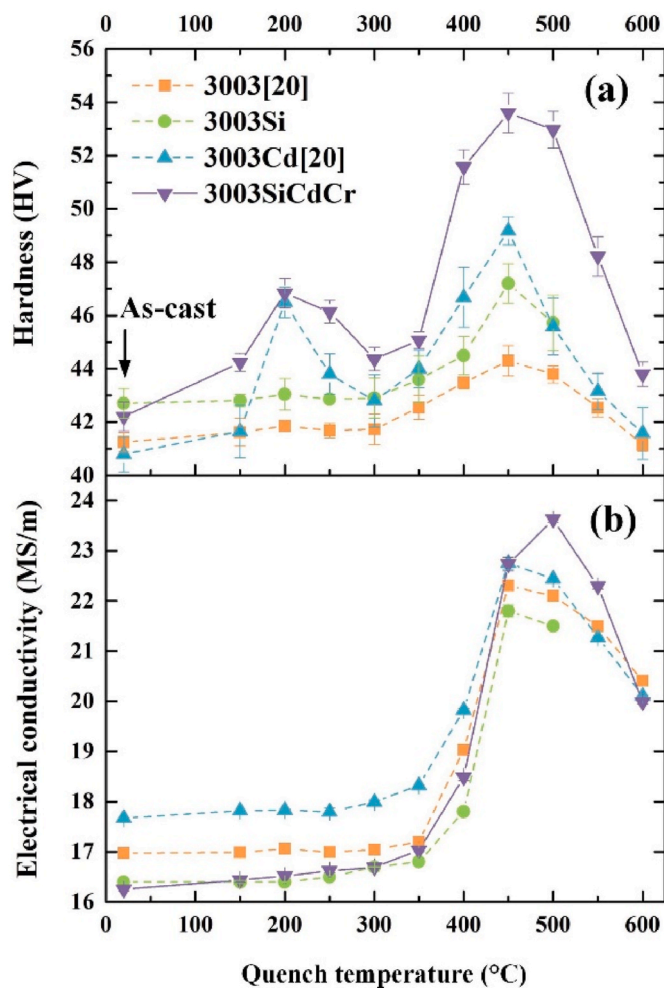 0 100 200 300 400 500 600
56
54
52
50
48
46
44
42
40
Hardness (HV)
(a)
3003[20]
3003Si
3003Cd[20]
3003SiCdCr
As-cast
24
23
22
21
20
19
18
17
16
Electrical conductivity (MS/m)
(b)
0 100 200 300 400 500 600
Quench temperature (°C)